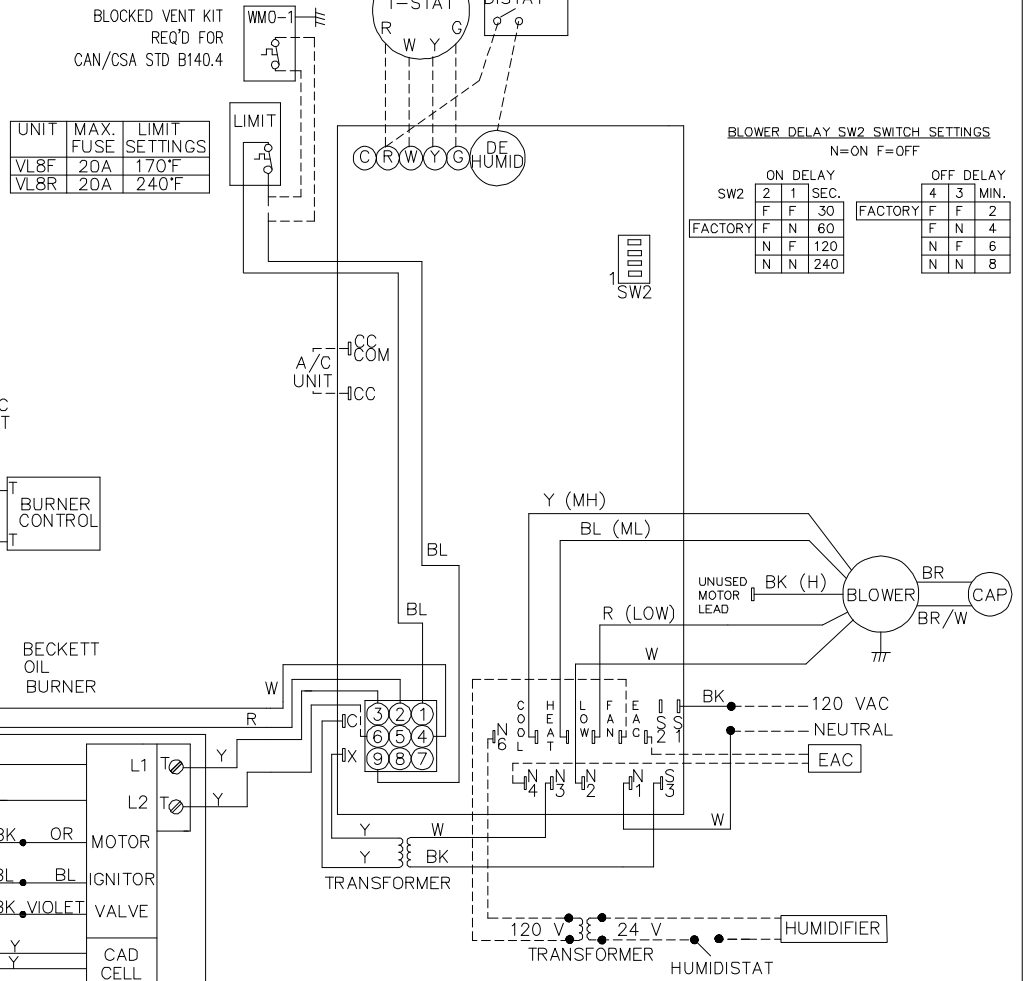 BLOCKED VENT KIT
REQ'D FOR
CAN/CSA STD B140.4
WMO-1
T-STAT
R W Y G
LIMIT
UNIT MAX. FUSE LIMIT SETTINGS
VL8F 20A 170°F
VL8R 20A 240°F
C R W Y G
DE
HUMID
BLOWER DELAY SW2 SWITCH SETTINGS
N=ON F=OFF
ON DELAY
SW2 2 1 SEC.
F F 30
FACTORY F N 60
N F 120
N N 240
OFF DELAY
4 3 MIN.
FACTORY F F 2
F N 4
N F 6
N N 8
1
SW2
CC
COM
A/C
UNIT
CC
C
T
T
BURNER
CONTROL
T
Y (MH)
BL (ML)
BL
UNUSED
MOTOR
LEAD
BK (H)
BLOWER
BR
CAP
BR/W
BL
R (LOW)
W
BECKETT
OIL
BURNER
W
R
C
X
3 2 1
6 5 4
9 8 7
N6
COOL
HEAT
LOW
FAN
EAC
S2
S1
BK
120 VAC
NEUTRAL
EAC
N4
N3
N2
N1
S3
L1 T
Y
L2 T
Y
W
BK OR
MOTOR
Y
W
Y
BK
TRANSFORMER
BL BL
IGNITOR
BK VIOLET
VALVE
Y
Y
CAD
CELL
120 V
24 V
TRANSFORMER
HUMIDIFIER
HUMIDISTAT